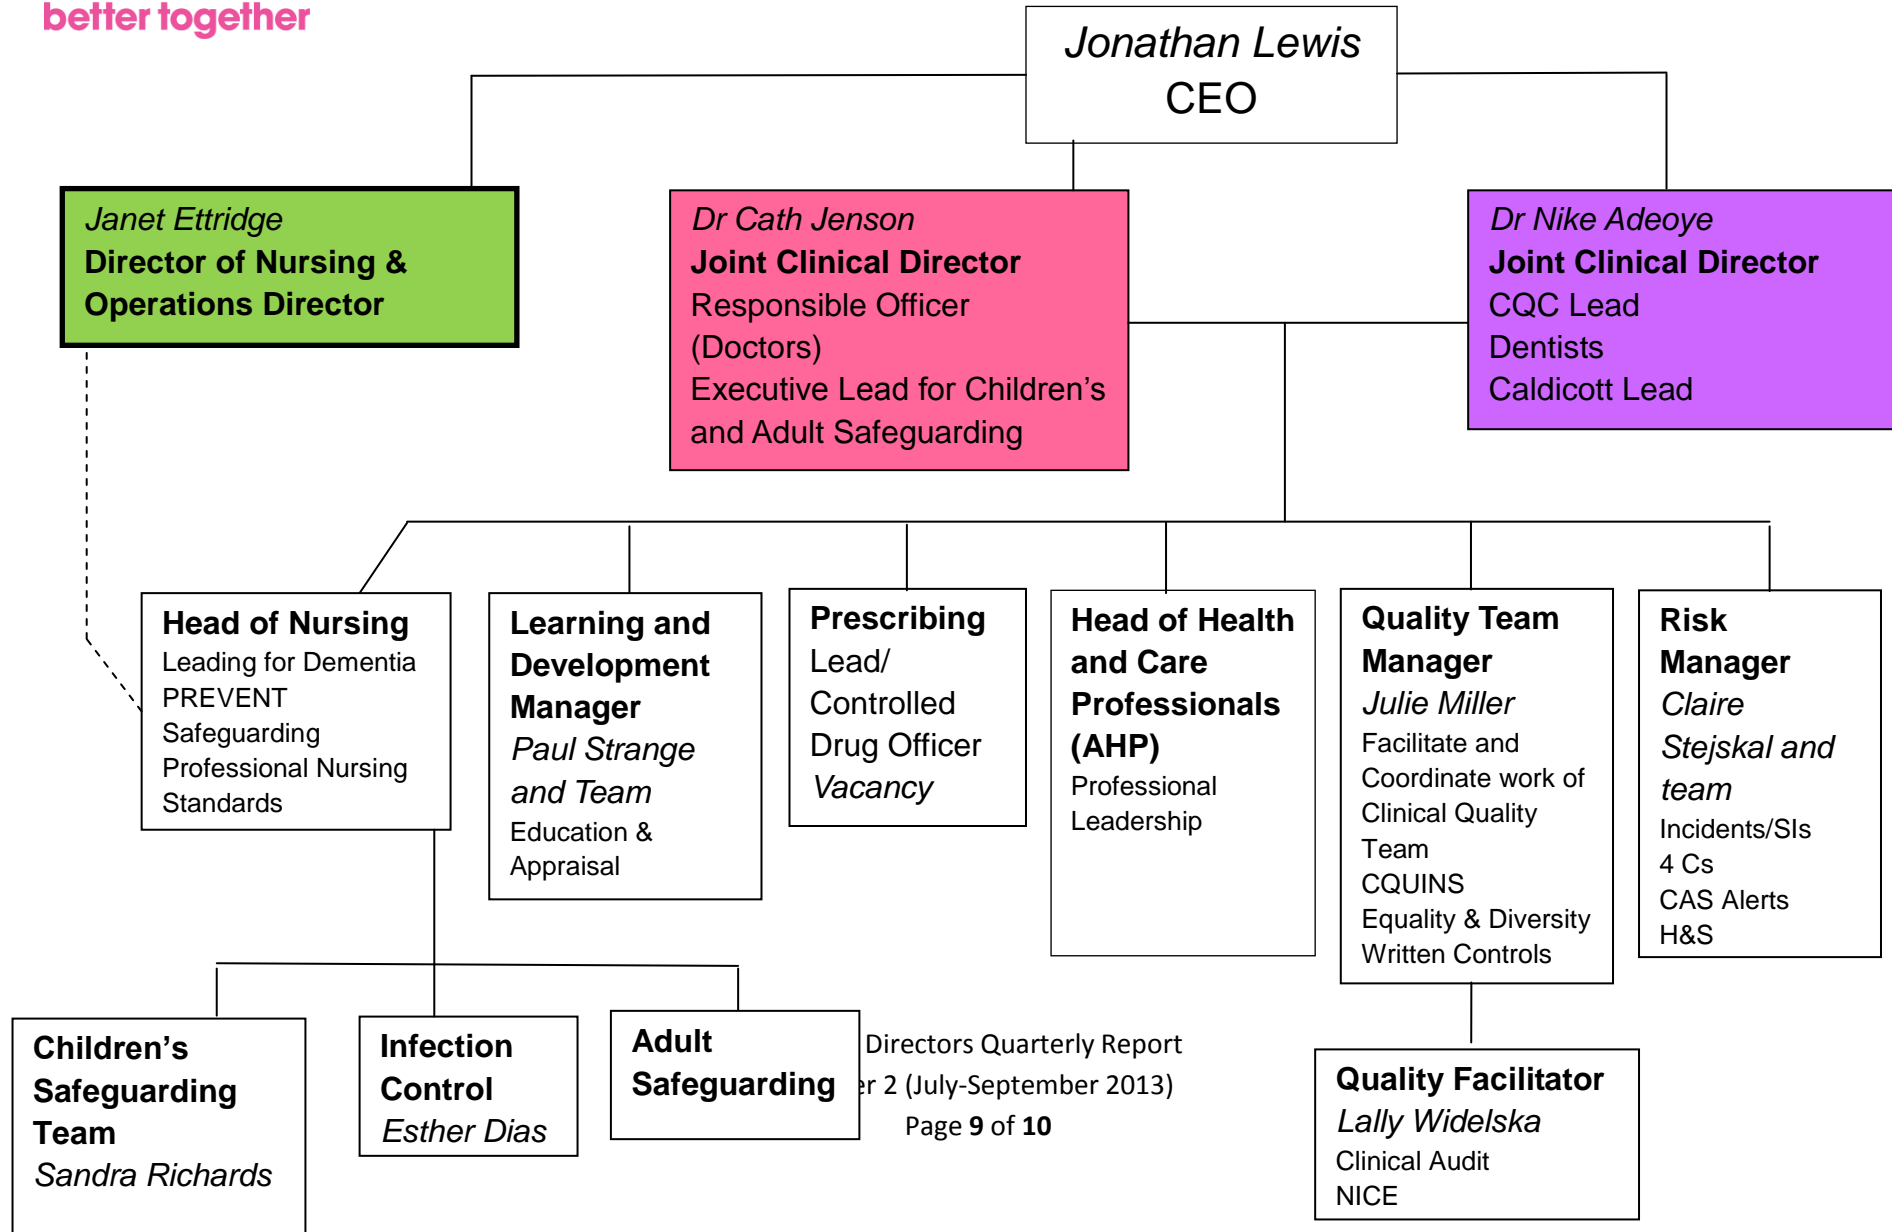 better together
Jonathan Lewis
CEO
Janet Ettridge
Director of Nursing &
Operations Director
Dr Cath Jenson
Joint Clinical Director
Responsible Officer
(Doctors)
Executive Lead for Children's
and Adult Safeguarding
Dr Nike Adeoye
Joint Clinical Director
CQC Lead
Dentists
Caldicott Lead
Head of Nursing
Leading for Dementia
PREVENT
Safeguarding
Professional Nursing
Standards
Learning and
Development
Manager
Paul Strange
and Team
Education &
Appraisal
Prescribing
Lead/
Controlled
Drug Officer
Vacancy
Head of Health
and Care
Professionals
(AHP)
Professional
Leadership
Quality Team
Manager
Julie Miller
Facilitate and
Coordinate work of
Clinical Quality
Team
CQUINS
Equality & Diversity
Written Controls
Risk
Manager
Claire
Stejskal and
team
Incidents/SIs
4 Cs
CAS Alerts
H&S
Children's
Safeguarding
Team
Sandra Richards
Infection
Control
Esther Dias
Adult
Safeguarding
Directors Quarterly Report
er 2 (July-September 2013)
Page 9 of 10
Quality Facilitator
Lally Widelska
Clinical Audit
NICE